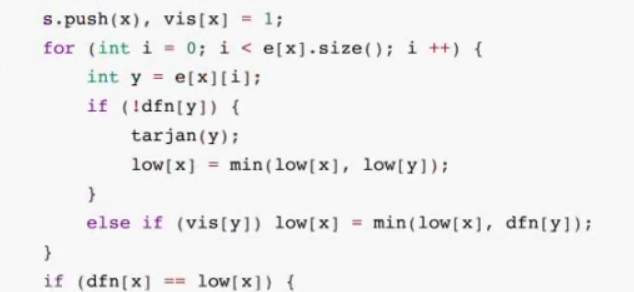 s.push(x), vis[x] = 1;
for (int i = 0; i < e[x].size(); i ++) {
int y = e[x][i];
if (!dfn[y]) {
tarjan(y);
low[x] = min(low[x], low[y]);
}
else if (vis[y]) low[x] = min(low[x], dfn[y]);
}
if (dfn[x] == low[x]) {